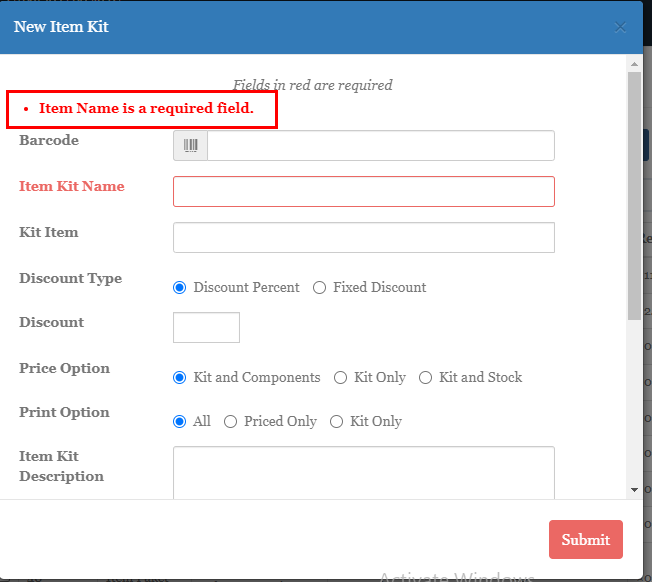 New Item Kit ×
Fields in red are required
• Item Name is a required field.
Barcode
Item Kit Name
Kit Item
Discount Type Discount Percent Fixed Discount
Discount
Price Option Kit and Components Kit Only Kit and Stock
Print Option All Priced Only Kit Only
Item Kit
Description
Submit
Activate Windows